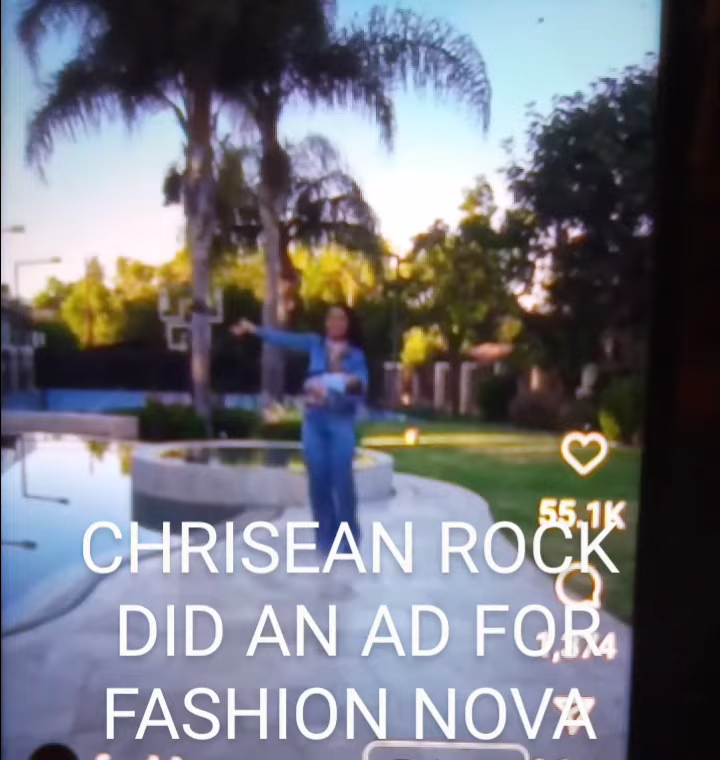 55.1K
CHRISEAN ROCK
DID AN AD FOR
FASHION NOVA